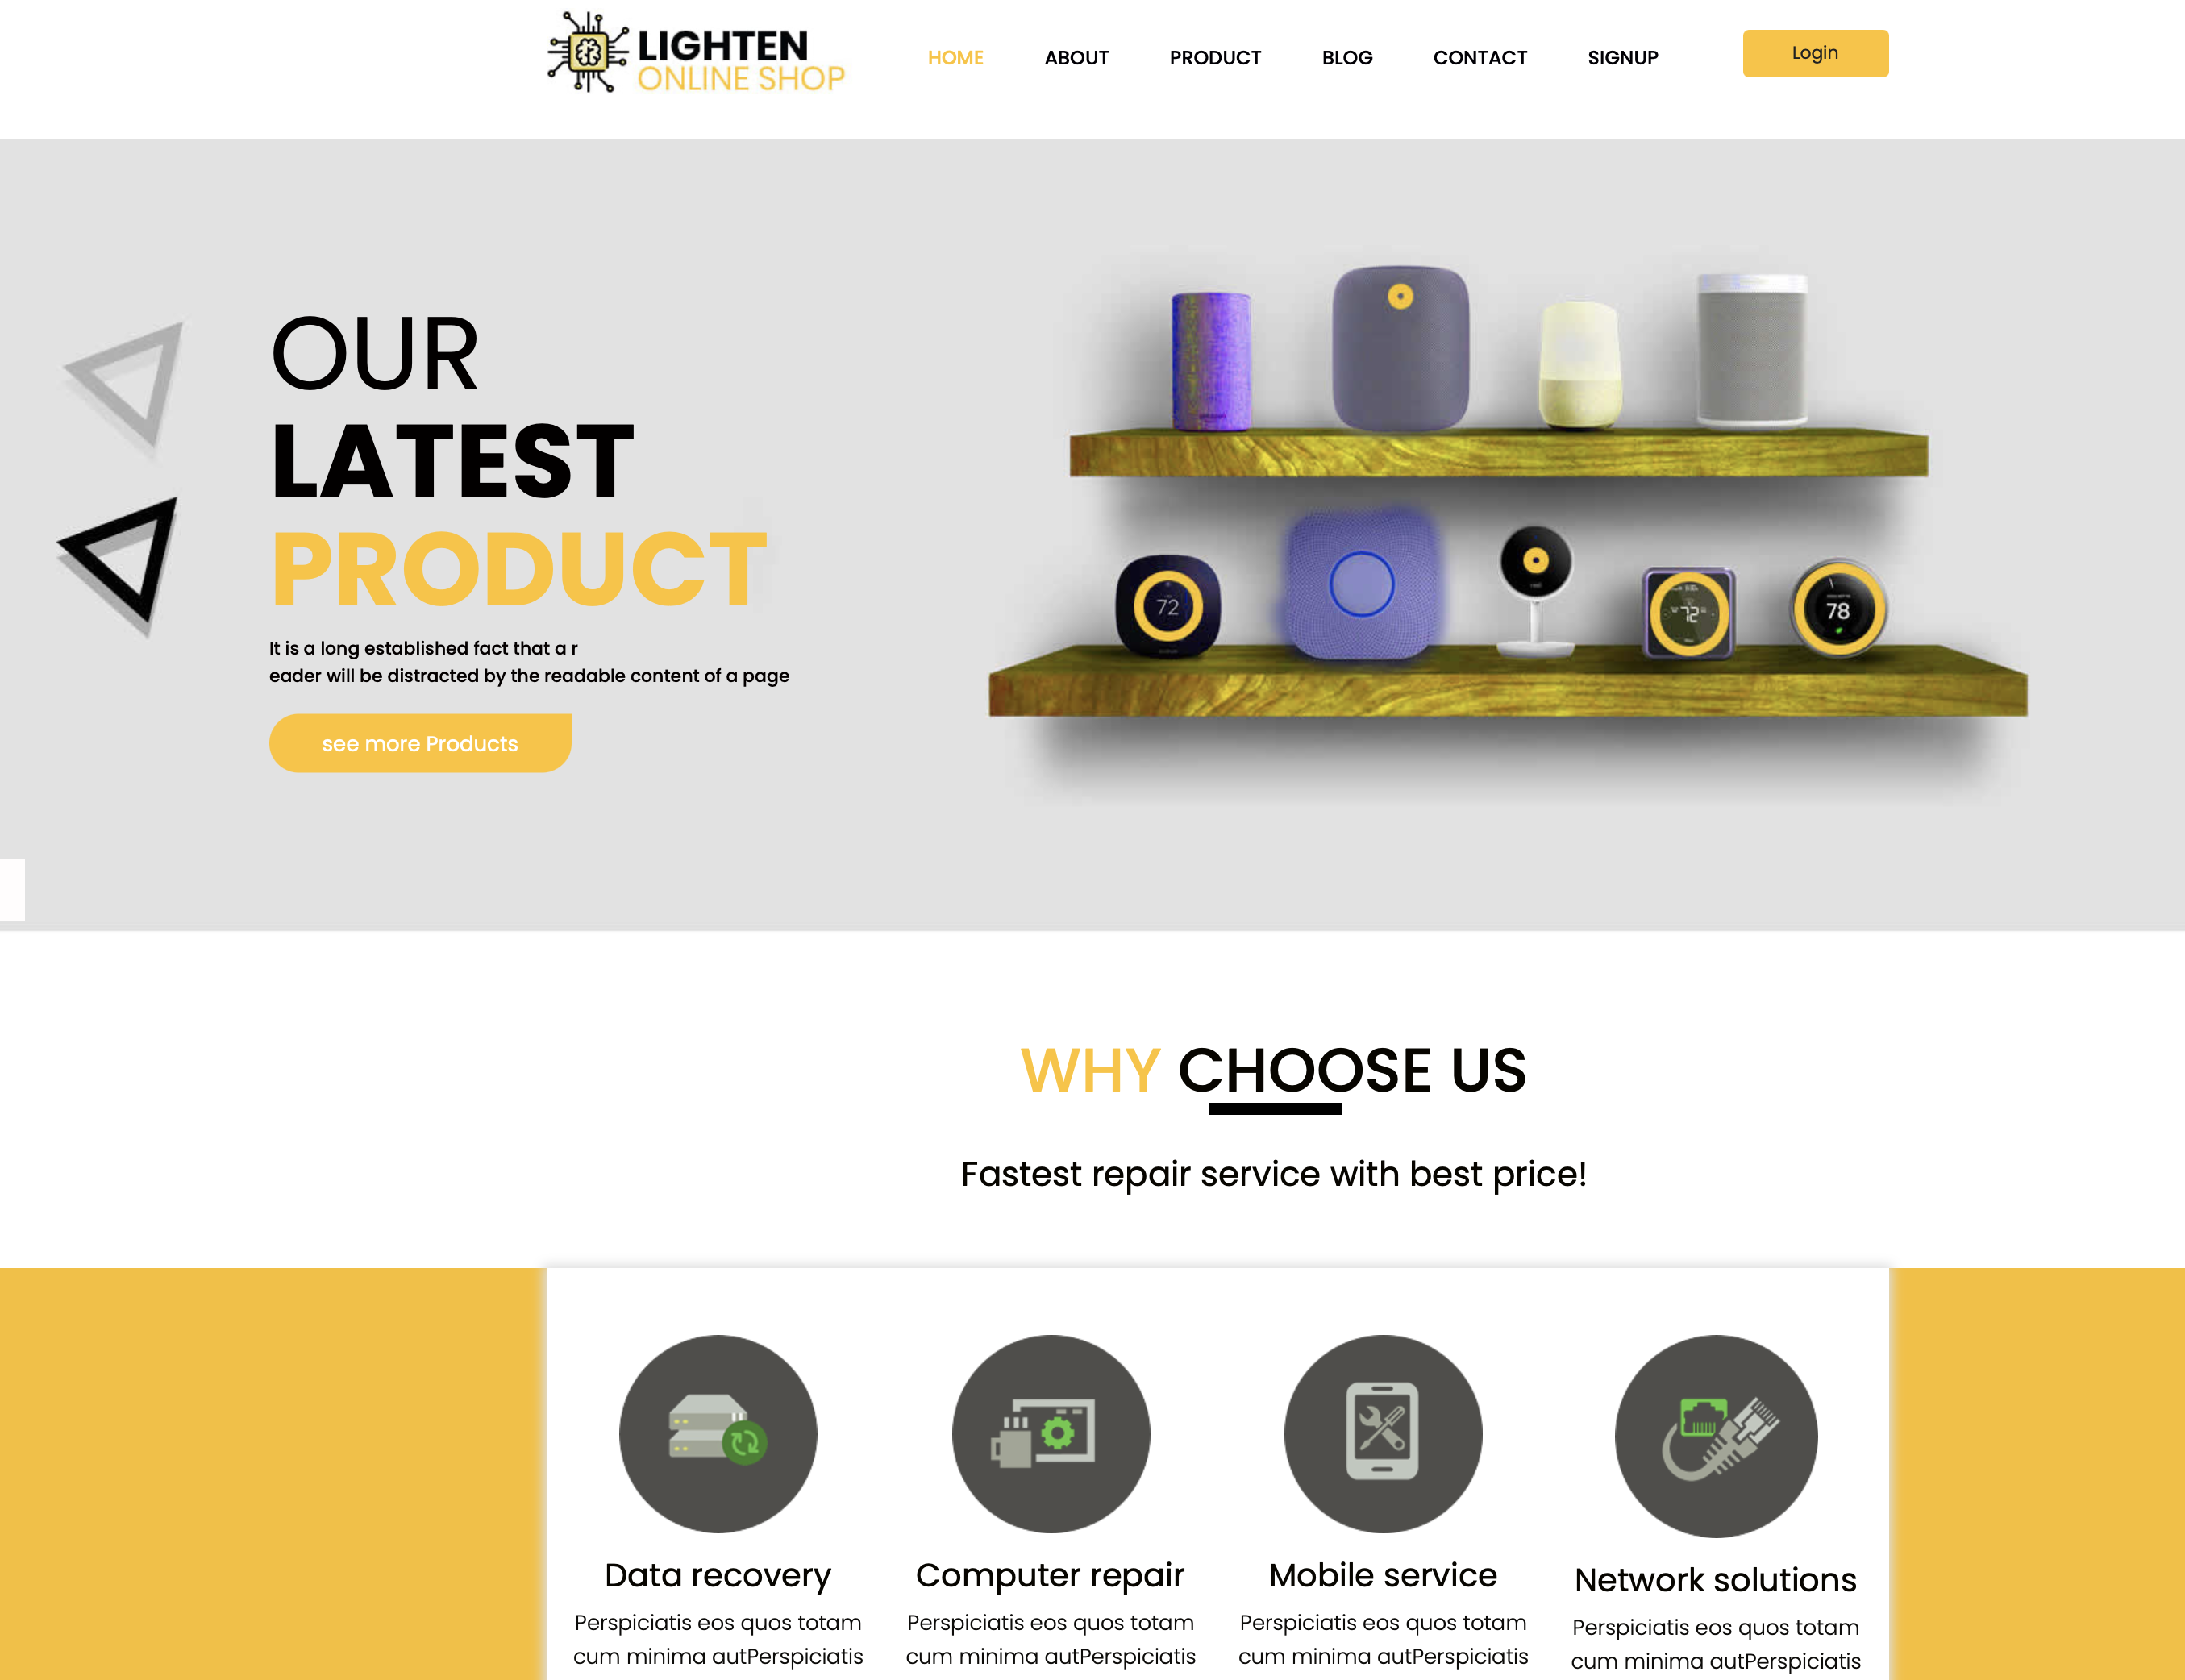 LIGHTEN
ONLINE SHOP
HOME ABOUT PRODUCT BLOG CONTACT SIGNUP Login
OUR
LATEST
PRODUCT
It is a long established fact that a r
eader will be distracted by the readable content of a page
see more Products
72
72
78
WHY CHOOSE US
Fastest repair service with best price!
Data recovery
Perspiciatis eos quos totam
cum minima autPerspiciatis
Computer repair
Perspiciatis eos quos totam
cum minima autPerspiciatis
Mobile service
Perspiciatis eos quos totam
cum minima autPerspiciatis
Network solutions
Perspiciatis eos quos totam
cum minima autPerspiciatis